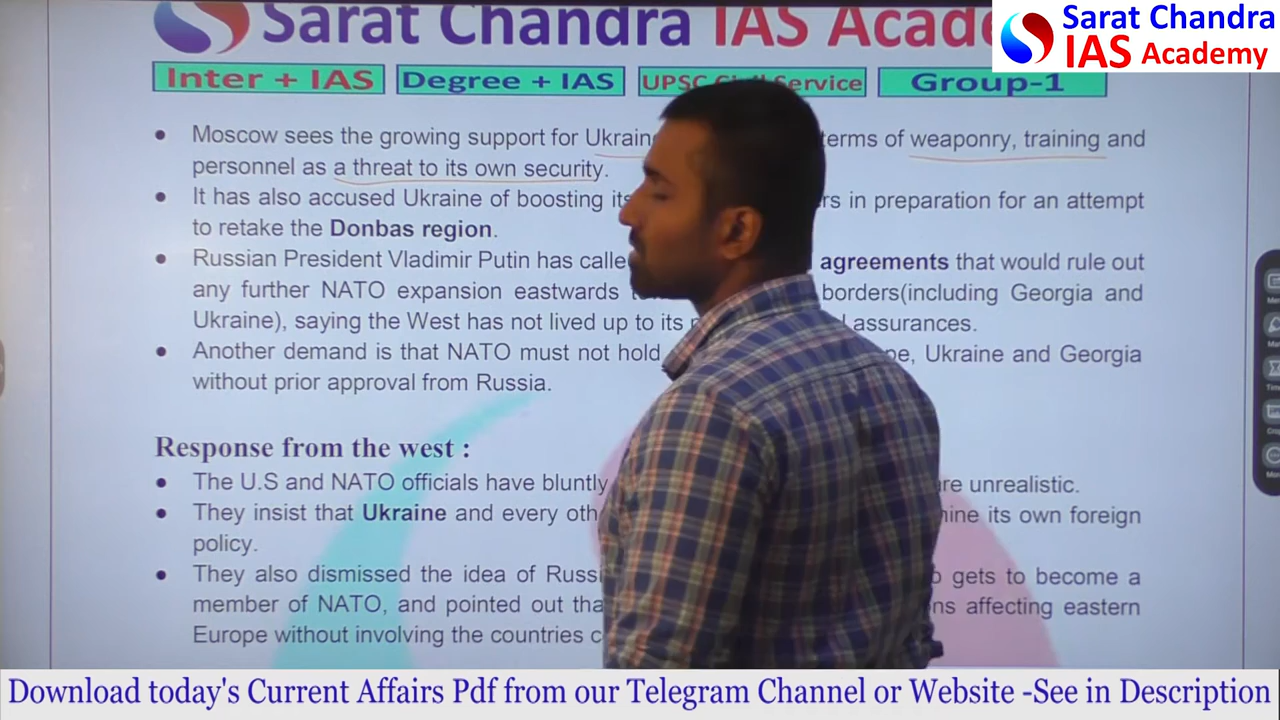 Sarat Chandra IAS Acade
Sarat Chandra
IAS Academy
Inter + IAS
Degree + IAS
UPSC Civil Service
Group-1
• Moscow sees the growing support for Ukrain terms of weaponry, training and
personnel as a threat to its own security.
• It has also accused Ukraine of boosting its rs in preparation for an attempt
to retake the Donbas region.
• Russian President Vladimir Putin has calle agreements that would rule out
any further NATO expansion eastwards borders(including Georgia and
Ukraine), saying the West has not lived up to its assurances.
• Another demand is that NATO must not hold pe, Ukraine and Georgia
without prior approval from Russia.
Response from the west :
• The U.S and NATO officials have bluntly re unrealistic.
• They insist that Ukraine and every oth mine its own foreign
policy.
• They also dismissed the idea of Russi gets to become a
member of NATO, and pointed out tha ns affecting eastern
Europe without involving the countries c
Download today's Current Affairs Pdf from our Telegram Channel or Website -See in Description